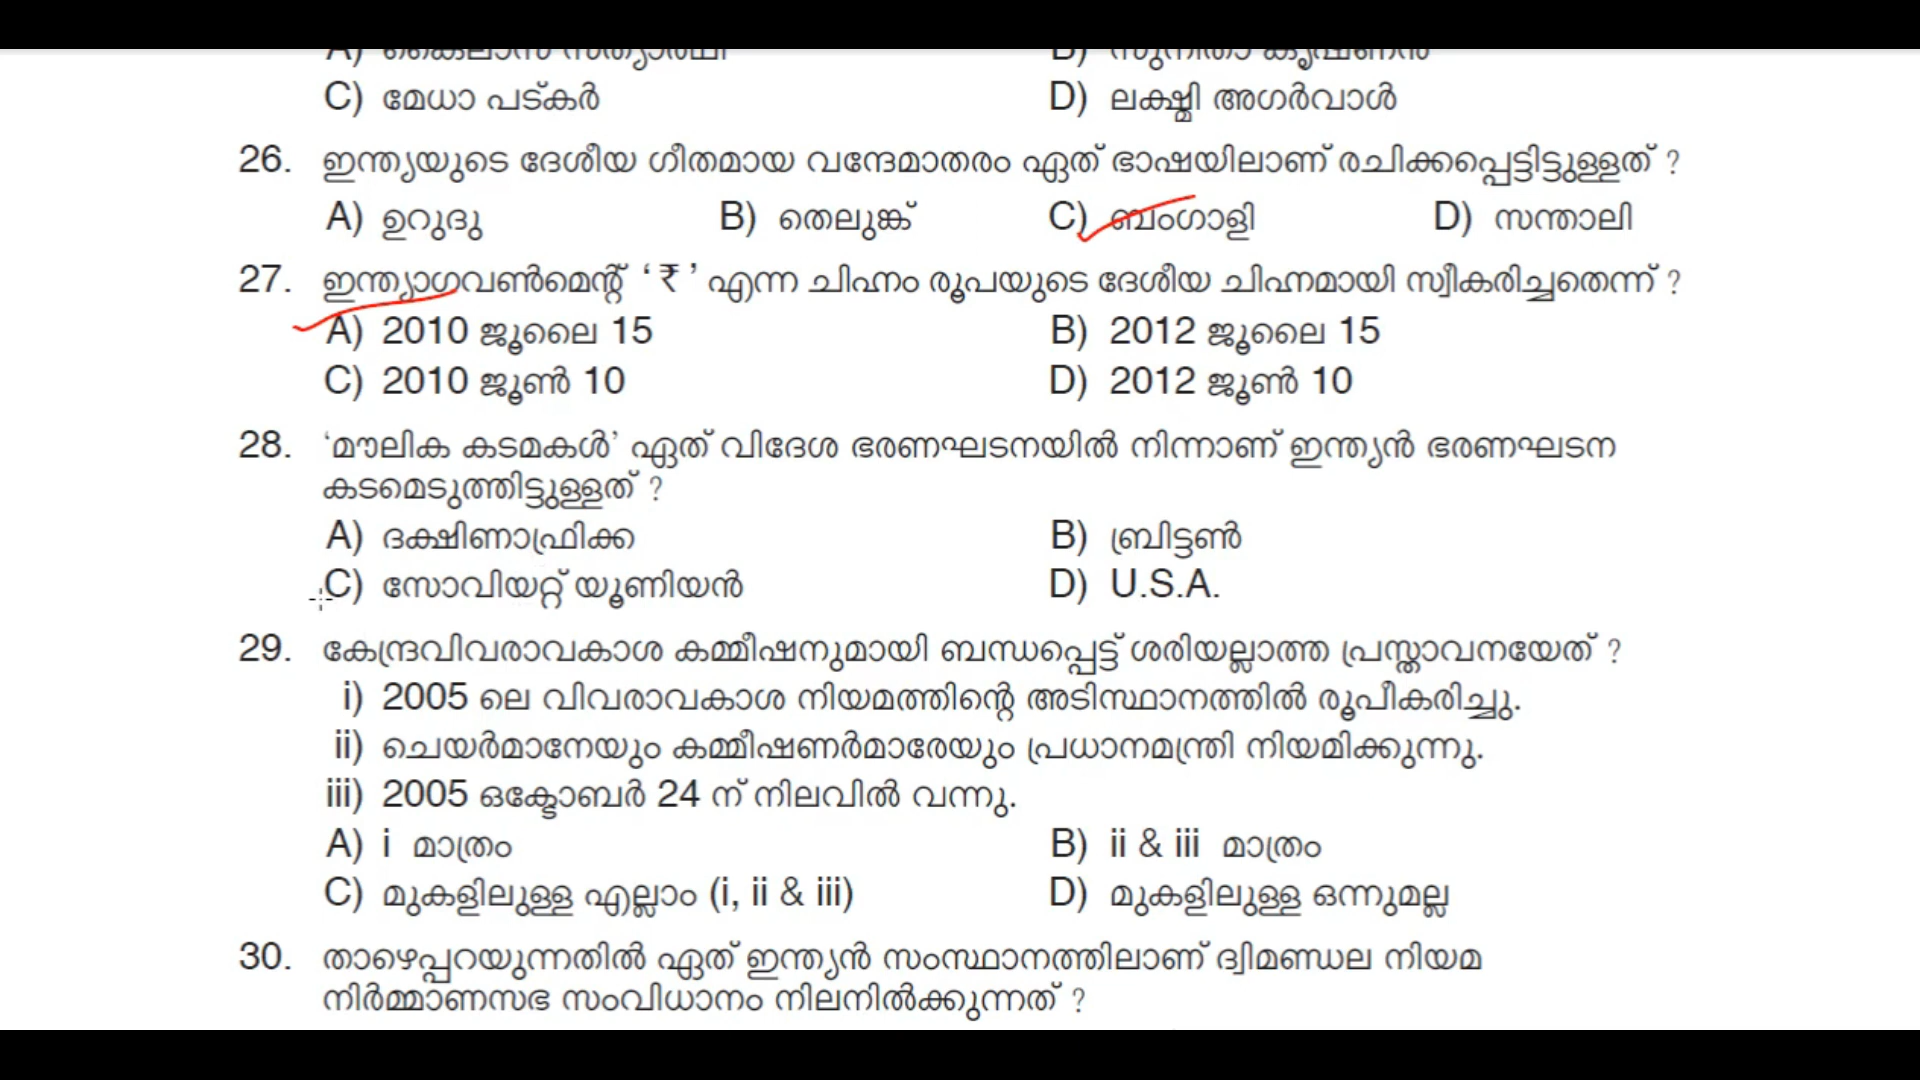 A) കൈലാസ് സത്യാർത്ഥി B) സുനിതാ കൃഷ്ണൻ
C) മേധാ പട്കർ D) ലക്ഷ്മി അഗർവാൾ
26. ഇന്ത്യയുടെ ദേശീയ ഗീതമായ വന്ദേമാതരം ഏത് ഭാഷയിലാണ് രചിക്കപ്പെട്ടിട്ടുള്ളത് ?
A) ഉറുദു B) തെലുങ്ക് C) ബംഗാളി D) സന്താലി
27. ഇന്ത്യാഗവൺമെന്റ് ‘ ₹ ’ എന്ന ചിഹ്നം രൂപയുടെ ദേശീയ ചിഹ്നമായി സ്വീകരിച്ചതെന്ന് ?
A) 2010 ജൂലൈ 15 B) 2012 ജൂലൈ 15
C) 2010 ജൂൺ 10 D) 2012 ജൂൺ 10
28. ‘മൗലിക കടമകൾ’ ഏത് വിദേശ ഭരണഘടനയിൽ നിന്നാണ് ഇന്ത്യൻ ഭരണഘടന
കടമെടുത്തിട്ടുള്ളത് ?
A) ദക്ഷിണാഫ്രിക്ക B) ബ്രിട്ടൺ
C) സോവിയറ്റ് യൂണിയൻ D) U.S.A.
29. കേന്ദ്രവിവരാവകാശ കമ്മീഷനുമായി ബന്ധപ്പെട്ട് ശരിയല്ലാത്ത പ്രസ്താവനയേത് ?
i) 2005 ലെ വിവരാവകാശ നിയമത്തിന്റെ അടിസ്ഥാനത്തിൽ രൂപീകരിച്ചു.
ii) ചെയർമാനേയും കമ്മീഷണർമാരേയും പ്രധാനമന്ത്രി നിയമിക്കുന്നു.
iii) 2005 ഒക്ടോബർ 24 ന് നിലവിൽ വന്നു.
A) i മാത്രം B) ii & iii മാത്രം
C) മുകളിലുള്ള എല്ലാം (i, ii & iii) D) മുകളിലുള്ള ഒന്നുമല്ല
30. താഴെപ്പറയുന്നതിൽ ഏത് ഇന്ത്യൻ സംസ്ഥാനത്തിലാണ് ദ്വിമണ്ഡല നിയമ
നിർമ്മാണസഭ സംവിധാനം നിലനിൽക്കുന്നത് ?